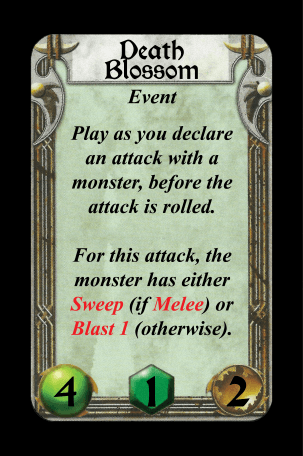 Death
Blossom
Event
Play as you declare
an attack with a
monster, before the
attack is rolled.
For this attack, the
monster has either
Sweep (if Melee) or
Blast 1 (otherwise).
4 1 2